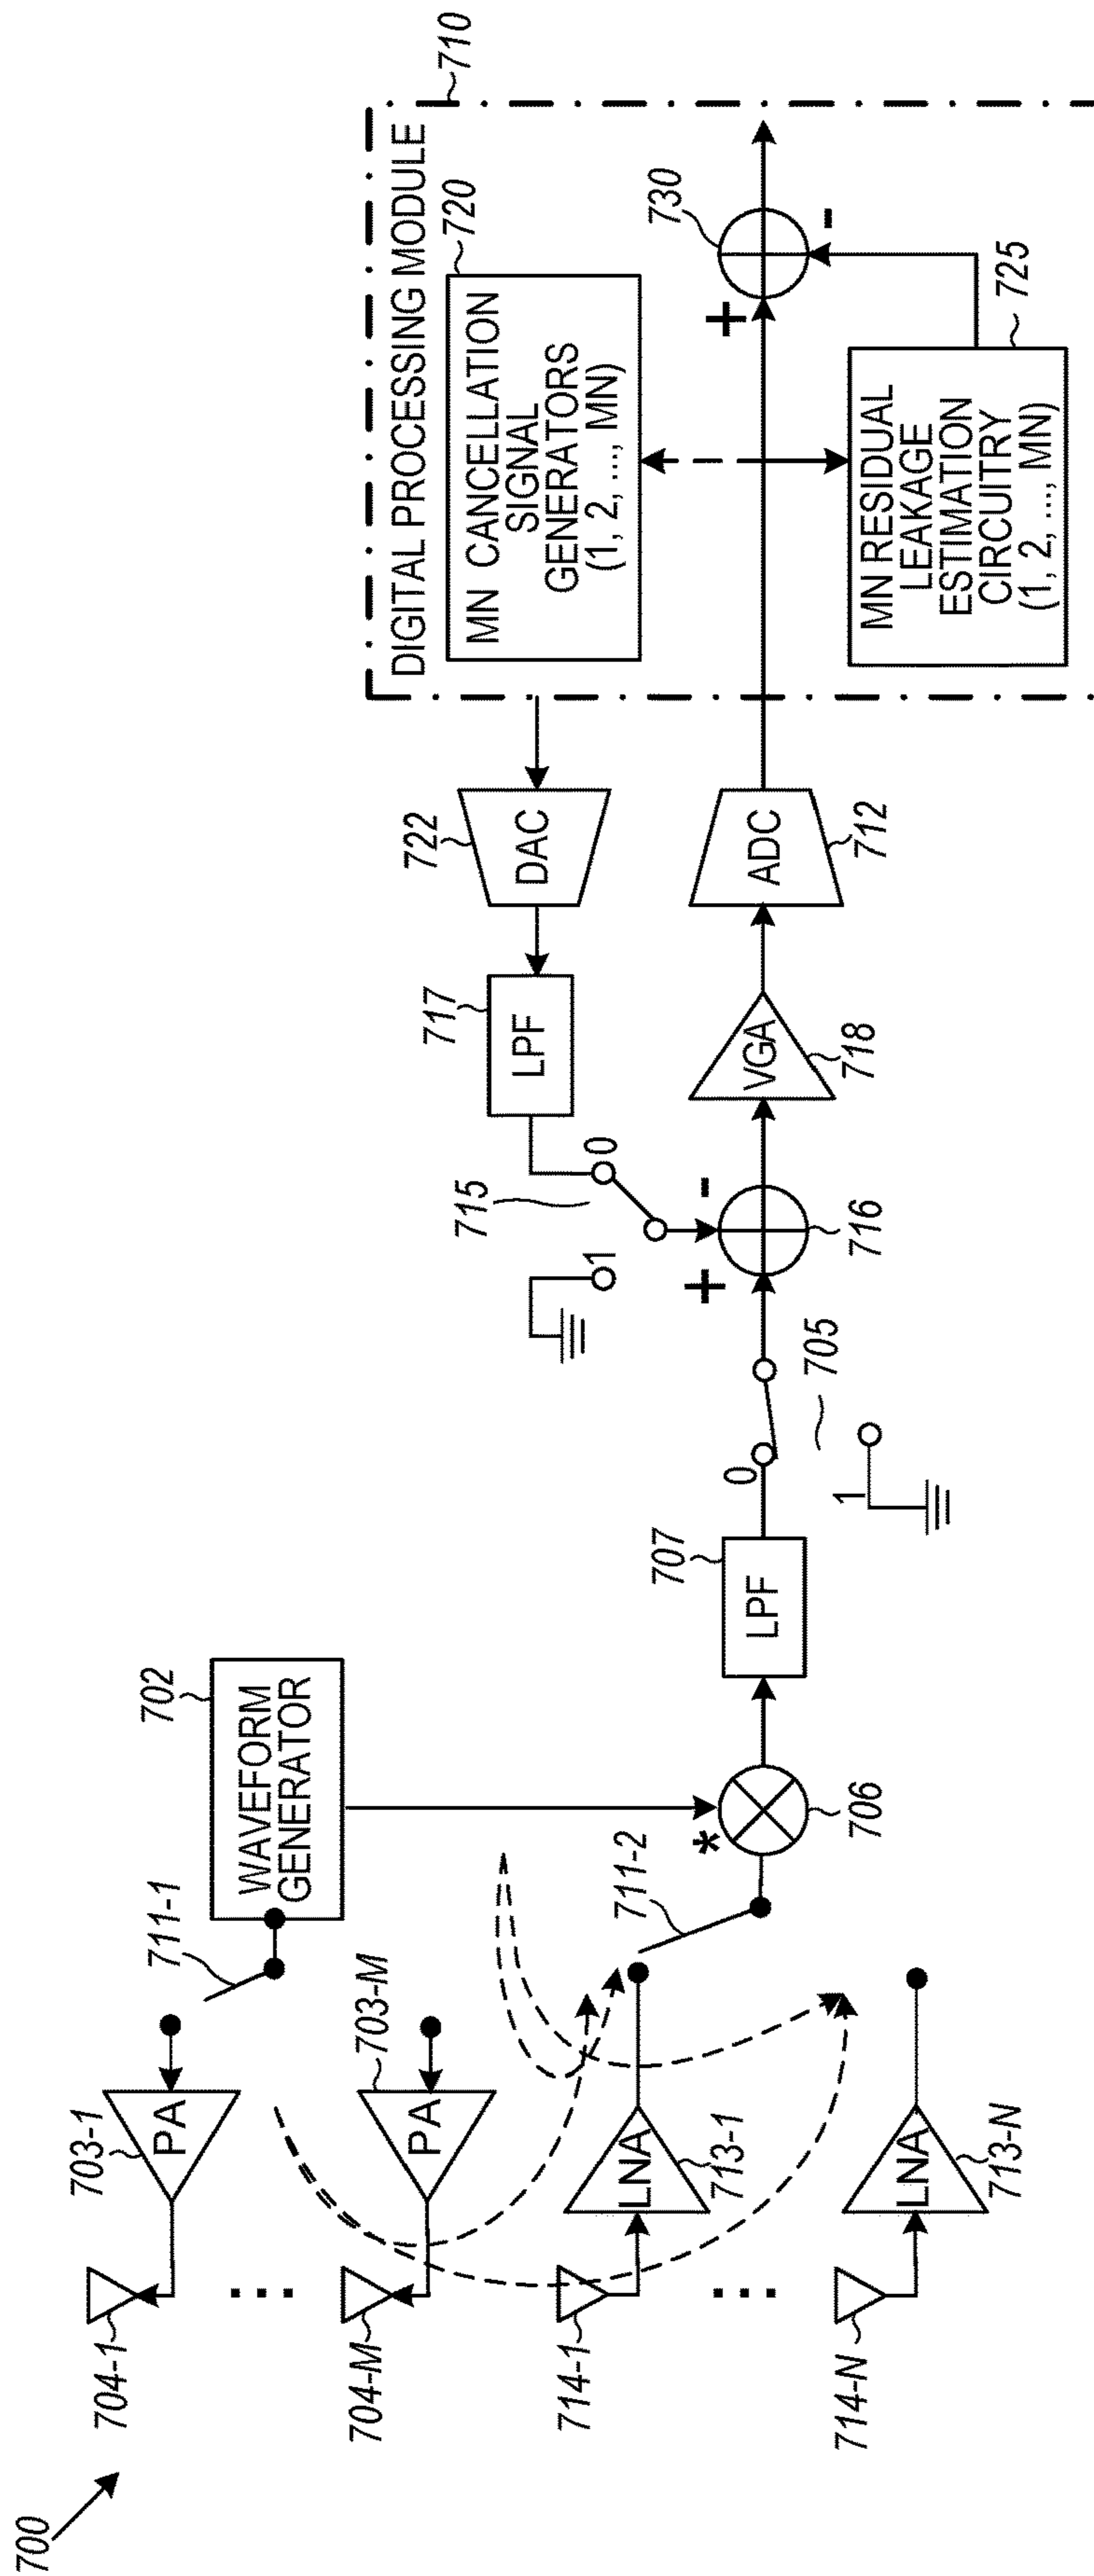 700
704-1
704-M
714-1
714-N
...
...
703-1
PA
703-M
PA
LNA
713-1
LNA
713-N
711-1
711-2
702
WAVEFORM
GENERATOR
*
706
707
LPF
0
1
705
+
-
716
715
0
1
717
LPF
722
DAC
VGA
718
ADC
712
DIGITAL PROCESSING MODULE
710
720
MN CANCELLATION
SIGNAL
GENERATORS
(1, 2, ..., MN)
730
+
-
725
MN RESIDUAL
LEAKAGE
ESTIMATION
CIRCUITRY
(1, 2, ..., MN)